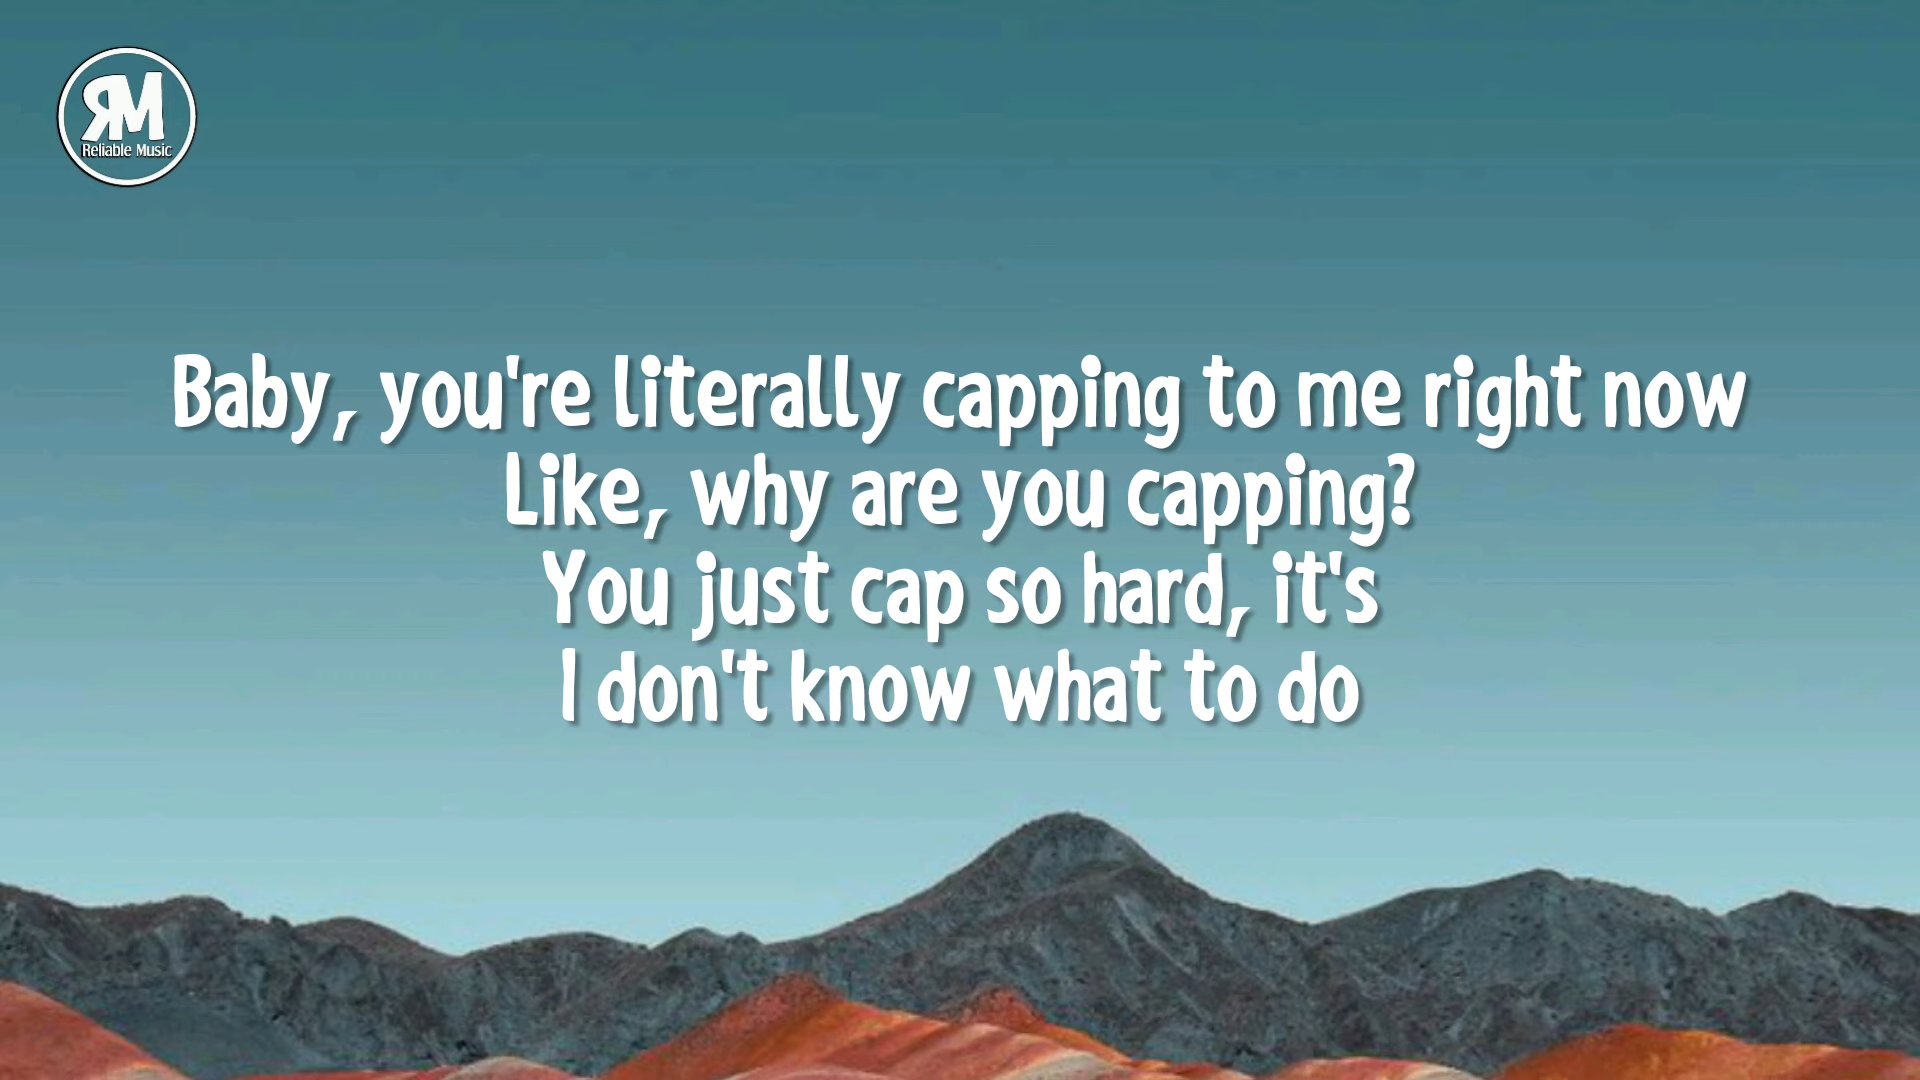 RM
Reliable Music
Baby, you're literally capping to me right now
Like, why are you capping?
You just cap so hard, it's
I don't know what to do